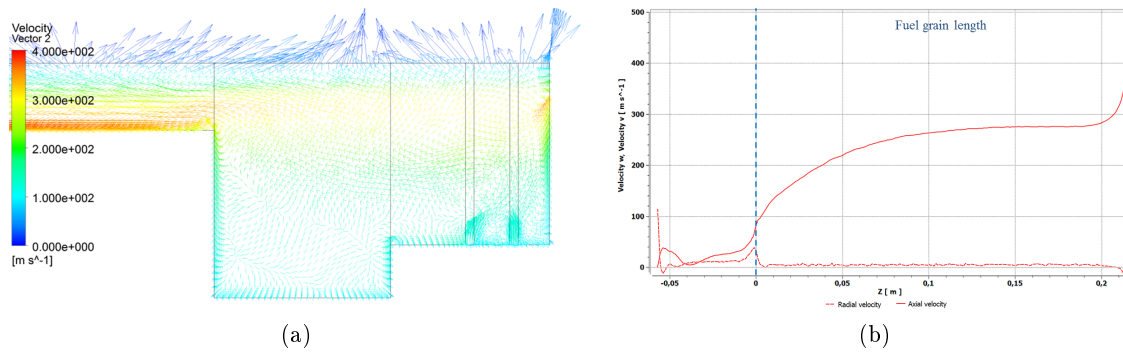 Velocity
Vector 2
4.000e+002
3.000e+002
2.000e+002
1.000e+002
0.000e+000
[m s^-1]
(a)
Fuel grain length
Velocity w, Velocity v [ m s^-1 ]
500
400
300
200
100
0
-0,05
0
0,05
0,1
0,15
0,2
Z [ m ]
Radial velocity
Axial velocity
(b)